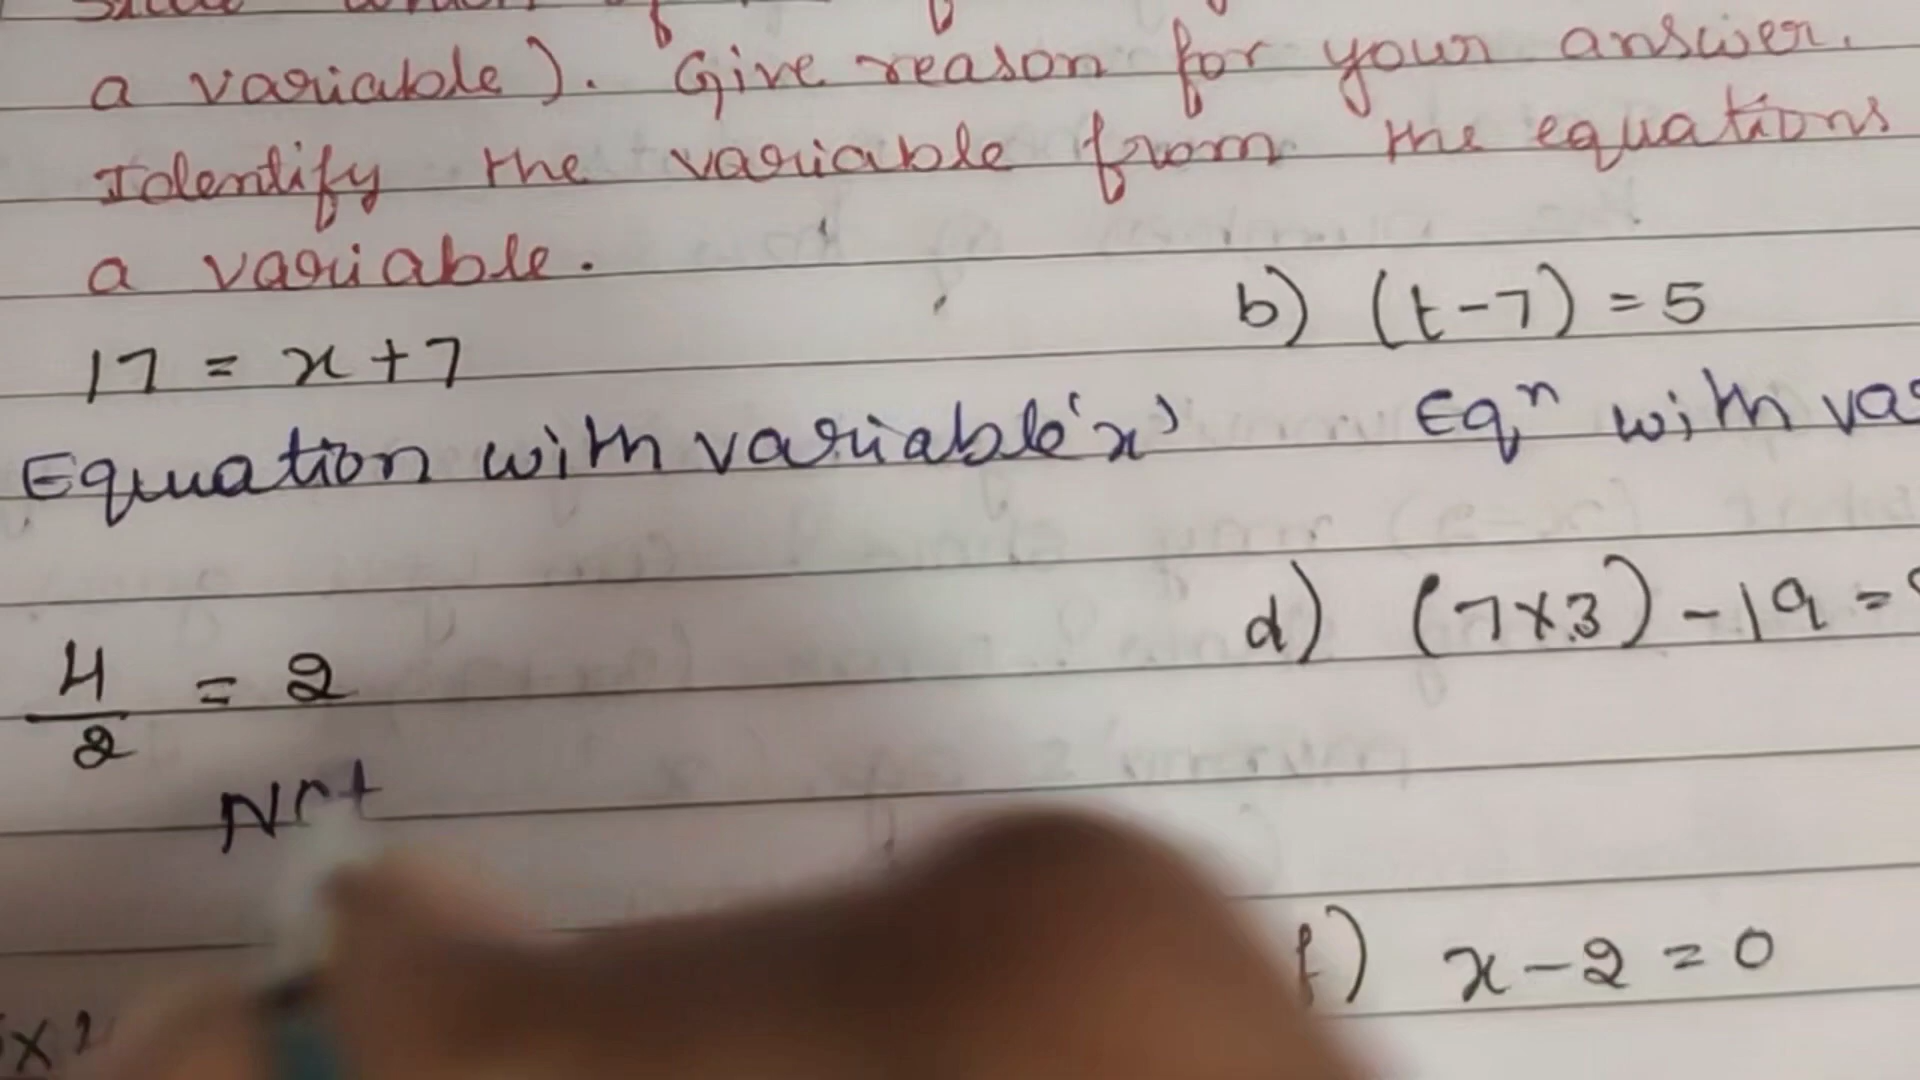 a variable). Give reason for your answer.
Identify the variable from the equations
a variable.
17 = x + 7
b) (t-7) = 5
Equation with variable 'x'
Eqⁿ with va
4/2 = 2
d) (7×3) - 19 =
Not
f) x - 2 = 0